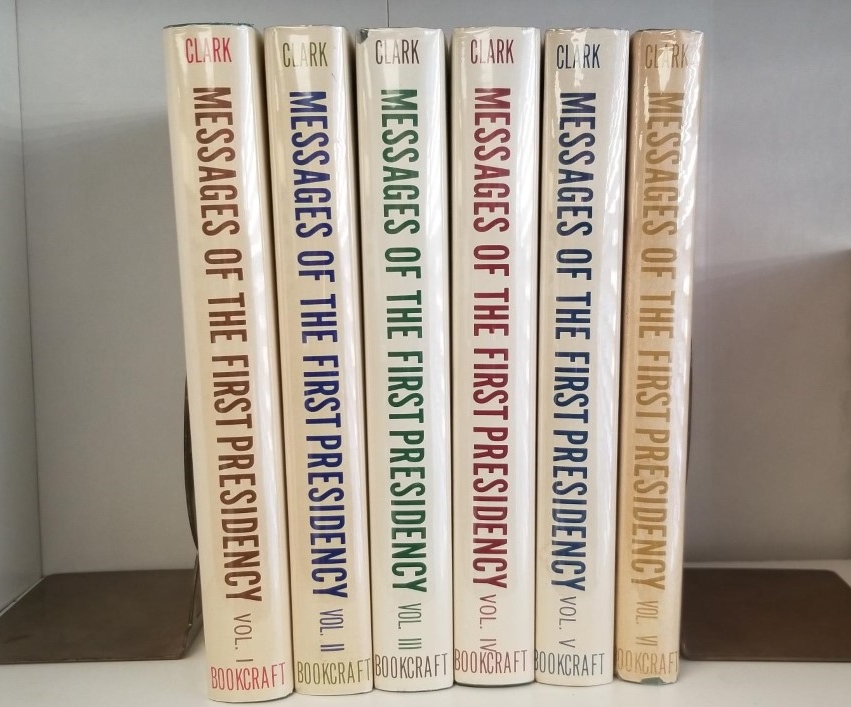 CLARK
MESSAGES OF THE FIRST PRESIDENCY VOL. I
BOOKCRAFT
CLARK
MESSAGES OF THE FIRST PRESIDENCY VOL. II
BOOKCRAFT
CLARK
MESSAGES OF THE FIRST PRESIDENCY VOL. III
BOOKCRAFT
CLARK
MESSAGES OF THE FIRST PRESIDENCY VOL. IV
BOOKCRAFT
CLARK
MESSAGES OF THE FIRST PRESIDENCY VOL. V
BOOKCRAFT
CLARK
MESSAGES OF THE FIRST PRESIDENCY VOL. VI
BOOKCRAFT